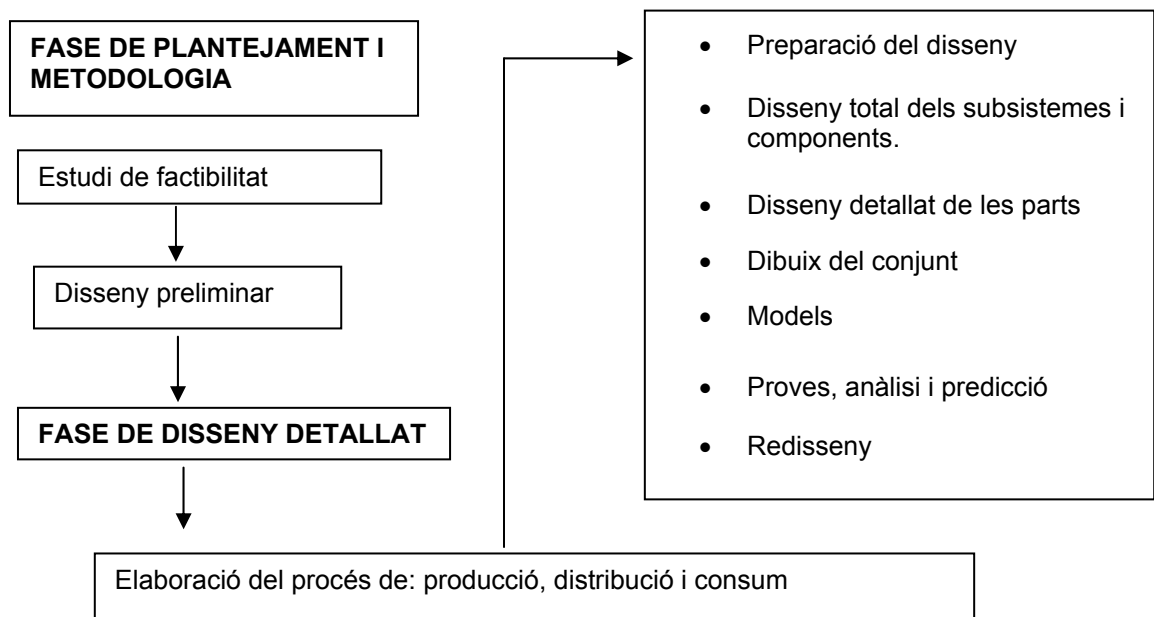 FASE DE PLANTEJAMENT I
METODOLOGIA
Estudi de factibilitat
Disseny preliminar
FASE DE DISSENY DETALLAT
Elaboració del procés de: producció, distribució i consum
• Preparació del disseny
• Disseny total dels subsistemes i
components.
• Disseny detallat de les parts
• Dibuix del conjunt
• Models
• Proves, anàlisi i predicció
• Redisseny